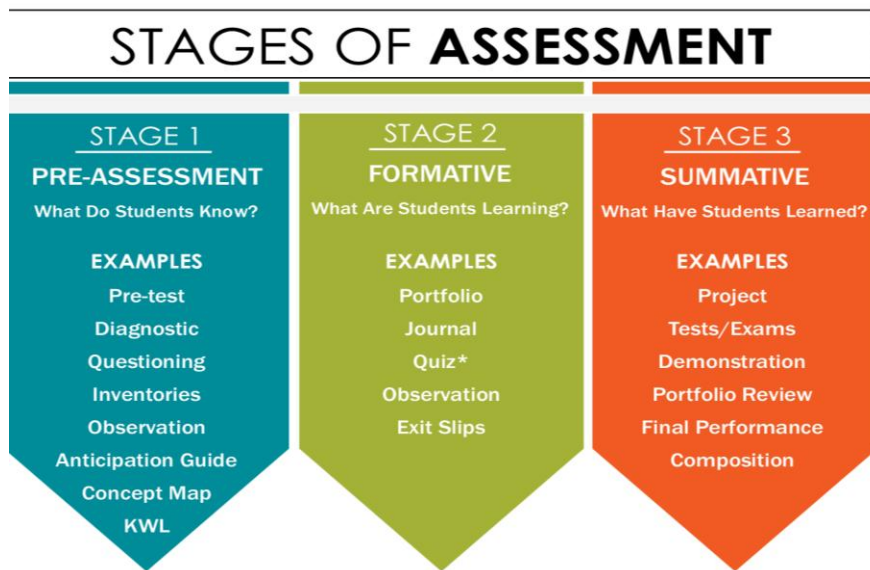 STAGES OF ASSESSMENT
STAGE 1
PRE-ASSESSMENT
What Do Students Know?
EXAMPLES
Pre-test
Diagnostic
Questioning
Inventories
Observation
Anticipation Guide
Concept Map
KWL
STAGE 2
FORMATIVE
What Are Students Learning?
EXAMPLES
Portfolio
Journal
Quiz*
Observation
Exit Slips
STAGE 3
SUMMATIVE
What Have Students Learned?
EXAMPLES
Project
Tests/Exams
Demonstration
Portfolio Review
Final Performance
Composition